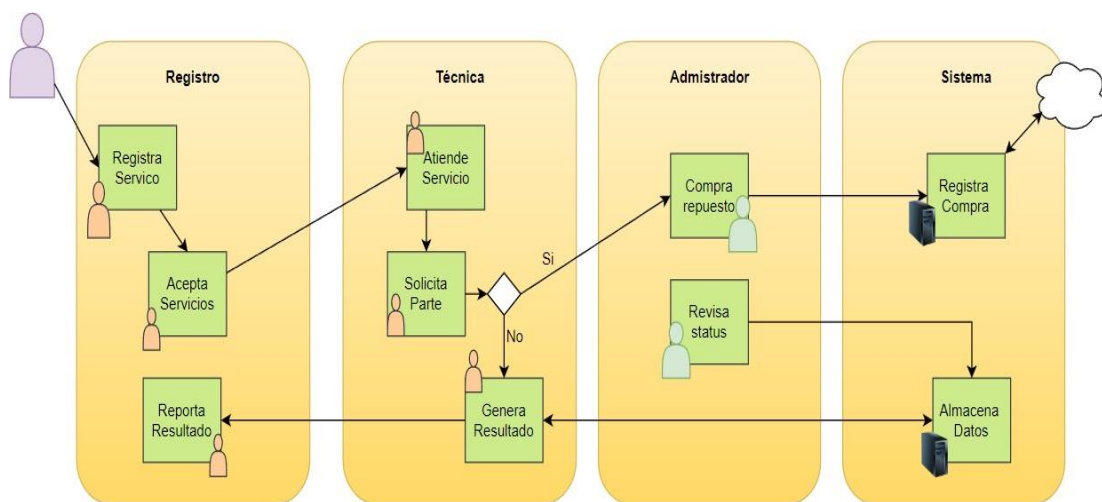 Registro
Técnica
Admistrador
Sistema
Registra
Servico
Atiende
Servicio
Compra
repuesto
Registra
Compra
Acepta
Servicios
Solicita
Parte
Si
No
Revisa
status
Reporta
Resultado
Genera
Resultado
Almacena
Datos